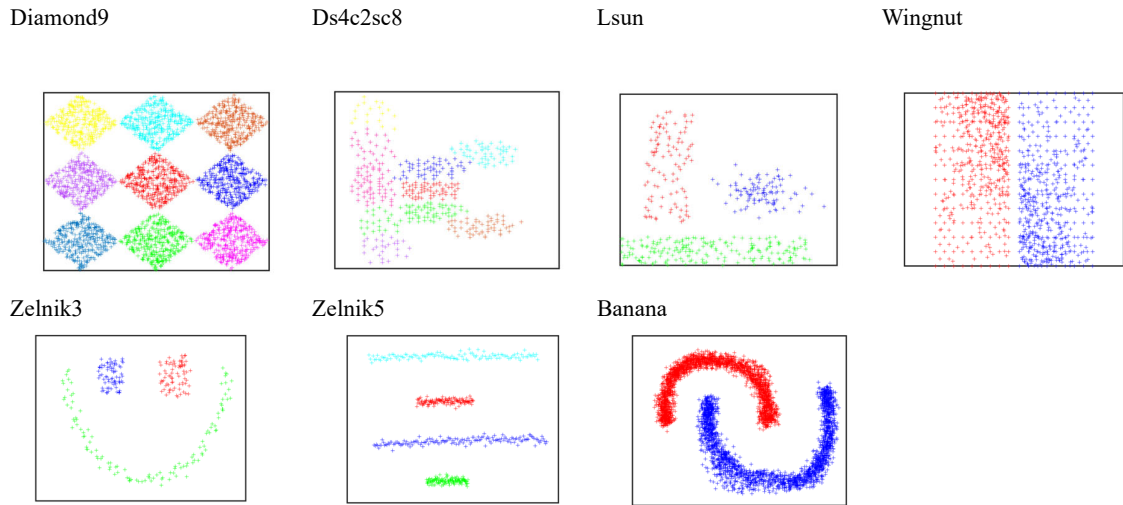 Diamond9
Ds4c2sc8
Lsun
Wingnut
Zelnik3
Zelnik5
Banana